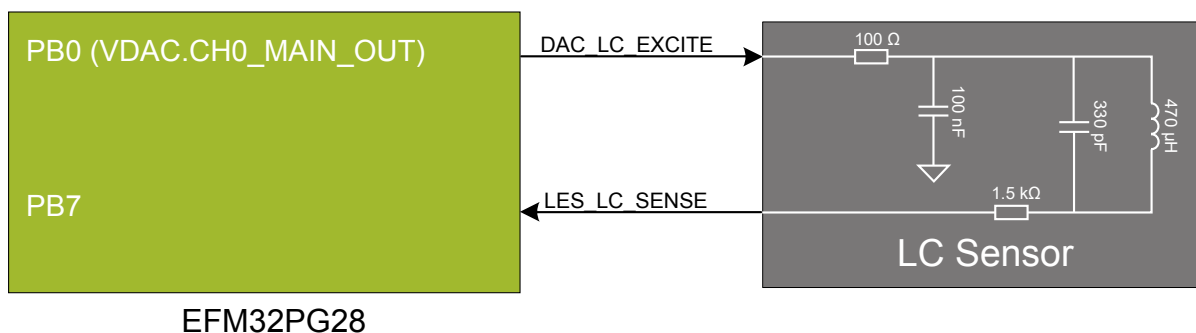 PB0 (VDAC.CH0_MAIN_OUT)
DAC_LC_EXCITE
100 Ω
100 nF
330 pF
470 µH
PB7
LES_LC_SENSE
1.5 kΩ
LC Sensor
EFM32PG28